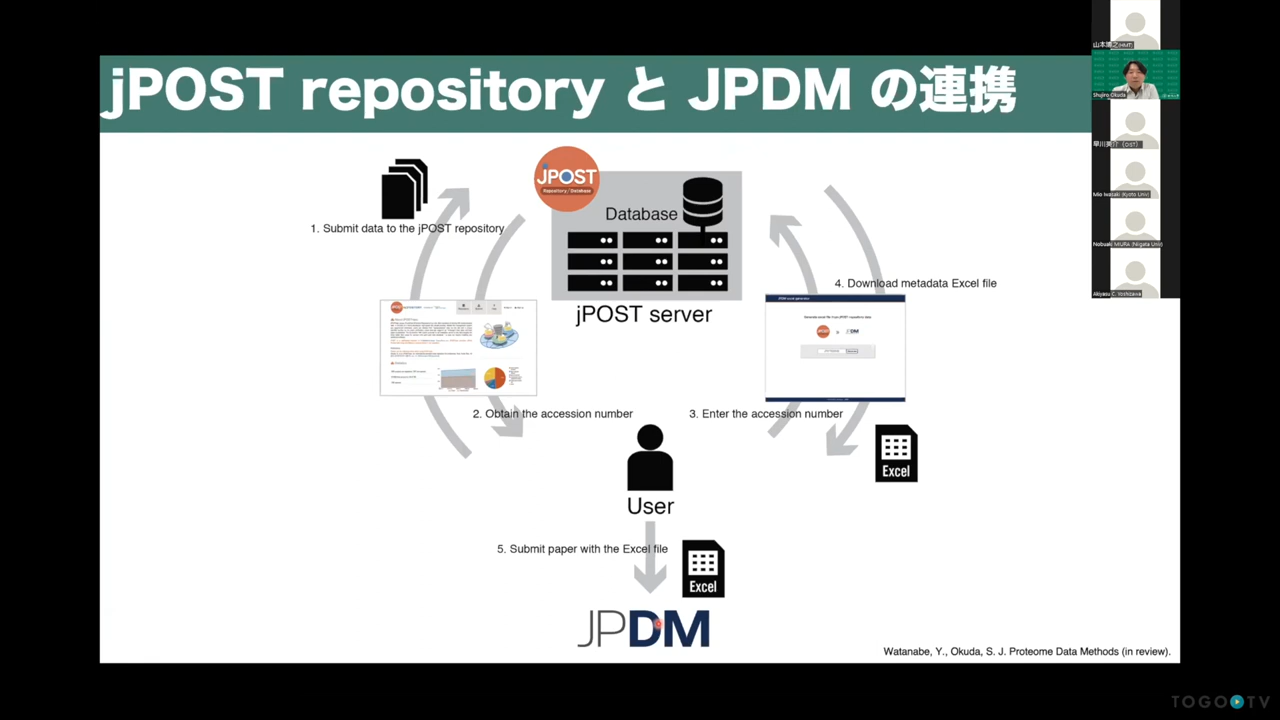 jPOST repository と JPDM の連携
jPOST
Repository/Database
Database
1. Submit data to the jPOST repository
jPOST server
4. Download metadata Excel file
2. Obtain the accession number
3. Enter the accession number
Excel
User
5. Submit paper with the Excel file
Excel
JPDM
Watanabe, Y., Okuda, S. J. Proteome Data Methods (in review).
Shujiro Okuda
Mio Iwasaki (Kyoto Univ)
Nobuaki MIURA (Niigata Univ)
Akiyasu C. Yoshizawa
TOGO TV